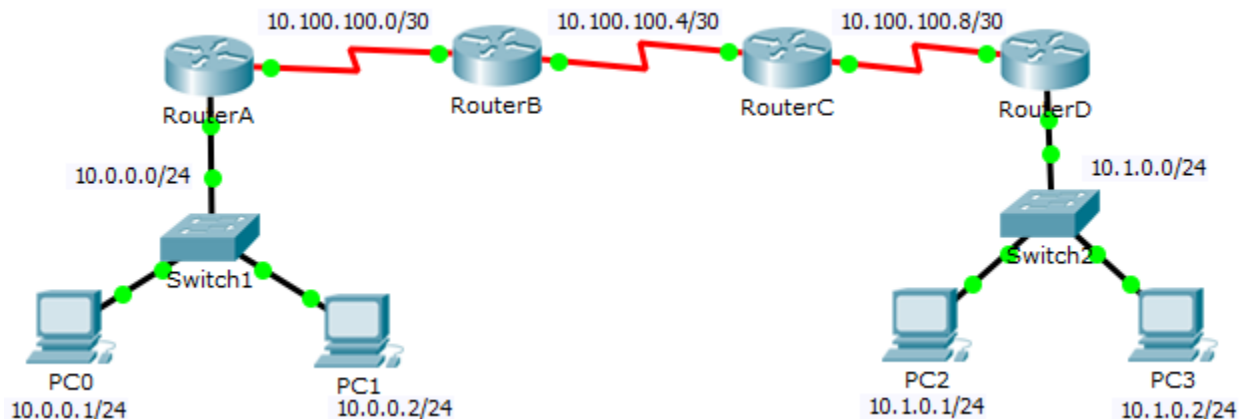 10.100.100.0/30
10.100.100.4/30
10.100.100.8/30
RouterA
RouterB
RouterC
RouterD
10.0.0.0/24
10.1.0.0/24
Switch1
Switch2
PC0
10.0.0.1/24
PC1
10.0.0.2/24
PC2
10.1.0.1/24
PC3
10.1.0.2/24